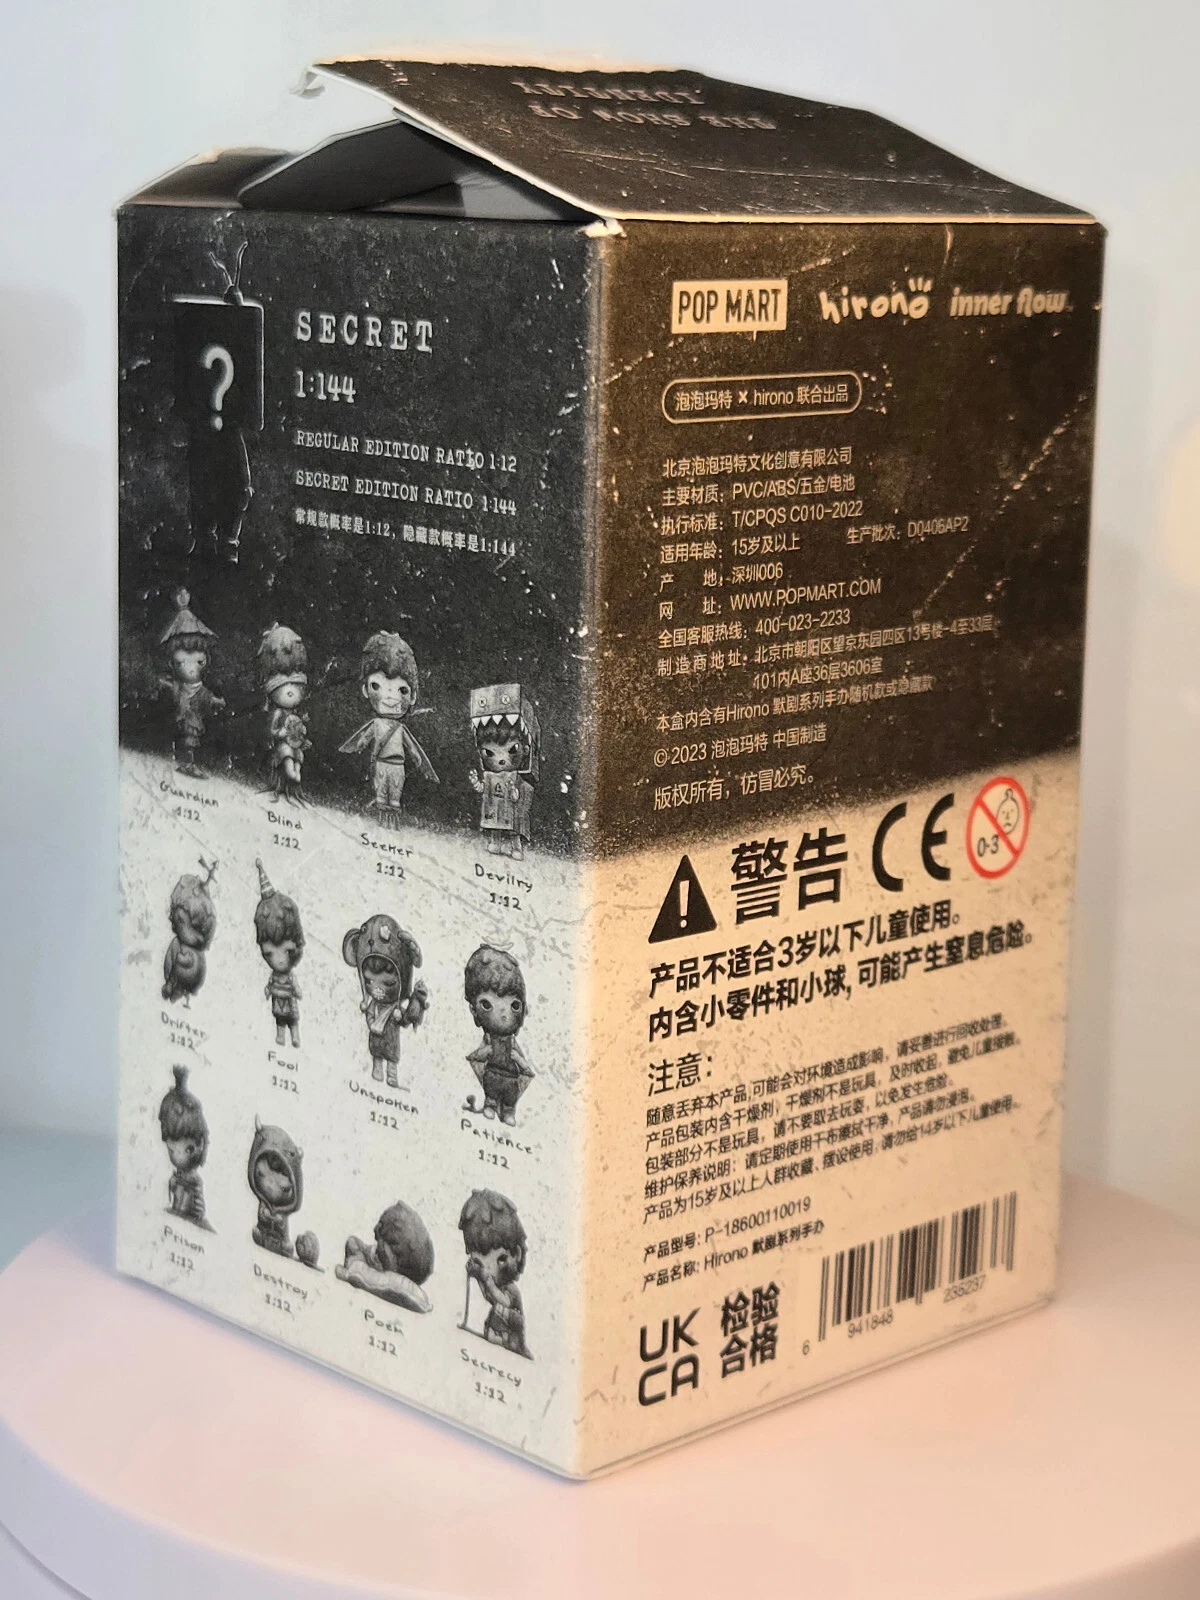 THE SHOW OF
IDENTITY
SECRET
1:144
REGULAR EDITION RATIO 1:12
SECRET EDITION RATIO 1:144
常规款概率是1:12，隐藏款概率是1:144
?
Guardian
1:12
Blind
1:12
Seeker
1:12
Devilry
1:12
Drifter
1:12
Fool
1:12
Unspoken
1:12
Patience
1:12
Prison
1:12
Destroy
1:12
Poem
1:12
Secrecy
1:12
POP MART hirono inner flow
泡泡玛特 × hirono 联合出品
北京泡泡玛特文化创意有限公司
主要材质：PVC/ABS/五金/电池
执行标准：T/CPQS C010-2022
适用年龄：15岁及以上 生产批次：D0406AP2
产 地：深圳006
网 址：WWW.POPMART.COM
全国客服热线：400-023-2233
制造商地址：北京市朝阳区望京东园四区13号楼-4至33层
101内A座36层3606室
本盒内含有Hirono 默剧系列手办随机款或隐藏款
©2023 泡泡玛特 中国制造
版权所有，仿冒必究。
警告 CE 0-3
产品不适合3岁以下儿童使用。
内含小零件和小球, 可能产生窒息危险。
注意：
随意丢弃本产品,可能会对环境造成影响，请妥善进行回收处理。
产品包装内含干燥剂，干燥剂不是玩具，及时收起，避免儿童接触。
包装部分不是玩具，请不要取去玩耍，以免发生危险。
维护保养说明：请定期使用干布擦拭干净，产品请勿浸泡。
产品为15岁及以上人群收藏、摆设使用，请勿给14岁以下儿童使用。
产品型号：P-18600110019
产品名称：Hirono 默剧系列手办
UK
CA
检验
合格
6 941848 235237